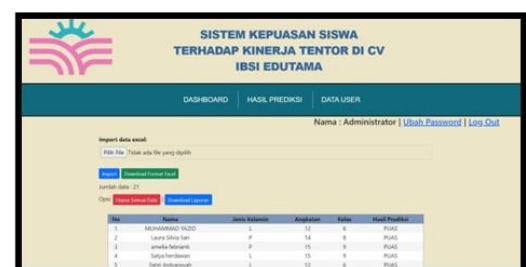 SISTEM KEPUASAN SISWA
TERHADAP KINERJA TENTOR DI CV
IBSI EDUTAMA
DASHBOARD HASIL PREDIKSI DATA USER
Nama : Administrator | Ubah Password | Log Out
Import data excel:
Pilih File Tidak ada file yang dipilih
Import Download Format Excel
Jumlah data : 21
Opsi: Hapus Semua Data | Download Laporan
No Nama Jenis Kelamin Angkatan Kelas Hasil Prediksi
1 MUHAMMAD YAZID L 12 6 PUAS
2 Laura Silvia Sari P 14 8 PUAS
3 amelia febrianti P 15 9 PUAS
4 Satya herdawan L 15 9 PUAS
5 Fahri L 12 6 PUAS